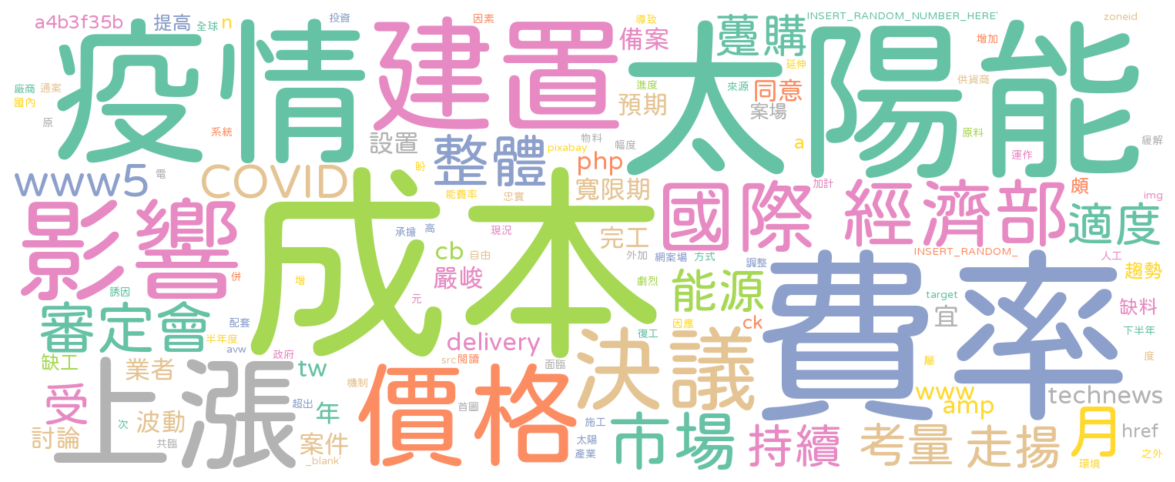 a4b3f35b
提高
全球
n
投資
因素
導致
備案
躉購
INSERT_RANDOM_NUMBER_HERE'
增加
zoneid
疫情
建置
太陽能
廠商
通案
國內
原
系統
設置
整體
pixabay
物料
幅度
php
預期
進度
來源
延伸
同意
案場
供貨商
a
原料
運作
緩解
www5
電
COVID
盼
能費率
忠實
寬限期
加計
頗
img
影響
成本
承攬
高
現況
完工
國際
經濟部
適度
cb
自由
外加
網案場
方式
INSERT_RANDOM_
人工
併
誘因
增
元
嚴峻
劇烈
能源
調整
費率
趨勢
審定會
配套
半年度
avw
delivery
復工
因應
ck
target
宜
缺料
下半年
缺工
業者
政府
tw
src閱讀
面臨
決議
屬
度
上漲
受
機制
價格
www
amp
technews
次
波動
超出
年
首圖
施工
月
href
討論
共臨
案件
_blank'
太陽
產業
市場
持續
考量
走揚
環境
之外